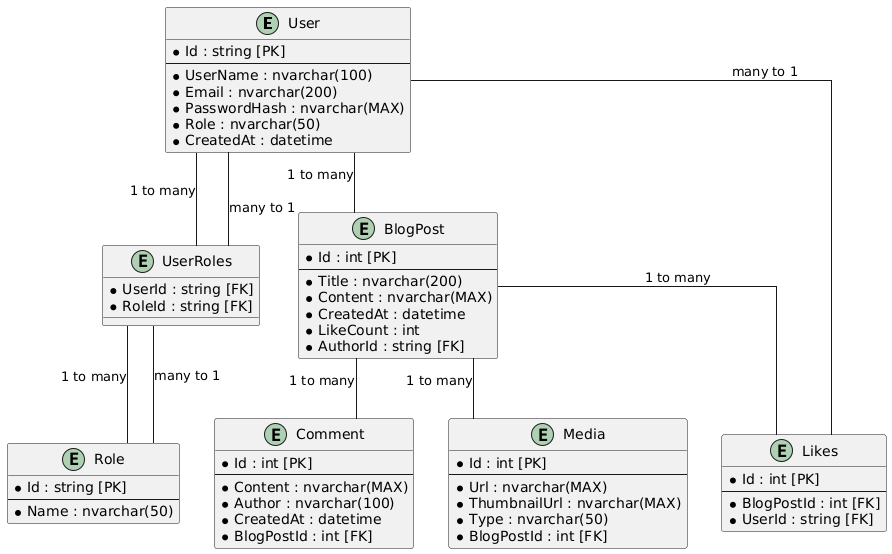 E User
* Id : string [PK]
* UserName : nvarchar(100)
* Email : nvarchar(200)
* PasswordHash : nvarchar(MAX)
* Role : nvarchar(50)
* CreatedAt : datetime
many to 1
1 to many
many to 1
1 to many
E BlogPost
* Id : int [PK]
* Title : nvarchar(200)
* Content : nvarchar(MAX)
* CreatedAt : datetime
* LikeCount : int
* AuthorId : string [FK]
E UserRoles
* UserId : string [FK]
* RoleId : string [FK]
1 to many
1 to many
many to 1
1 to many
1 to many
E Role
* Id : string [PK]
* Name : nvarchar(50)
E Comment
* Id : int [PK]
* Content : nvarchar(MAX)
* Author : nvarchar(100)
* CreatedAt : datetime
* BlogPostId : int [FK]
E Media
* Id : int [PK]
* Url : nvarchar(MAX)
* ThumbnailUrl : nvarchar(MAX)
* Type : nvarchar(50)
* BlogPostId : int [FK]
E Likes
* Id : int [PK]
* BlogPostId : int [FK]
* UserId : string [FK]